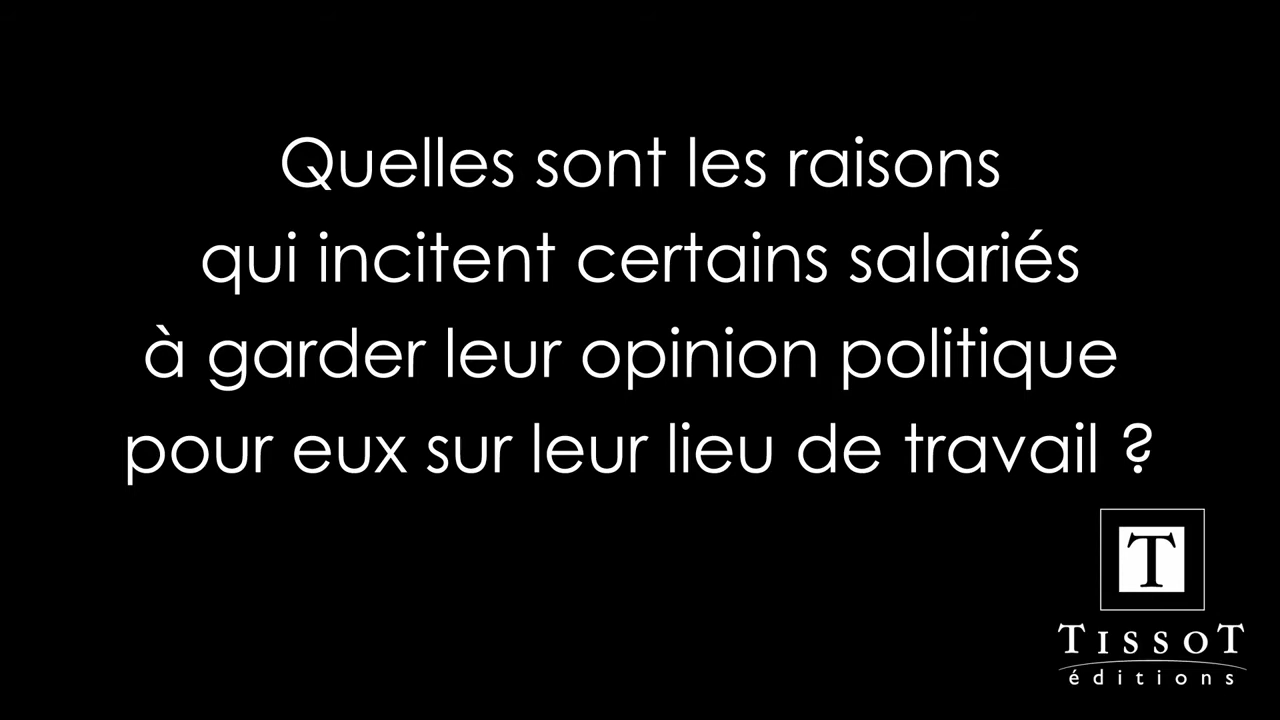 Quelles sont les raisons
qui incitent certains salariés
à garder leur opinion politique
pour eux sur leur lieu de travail ?
T
TISSOT
éditions